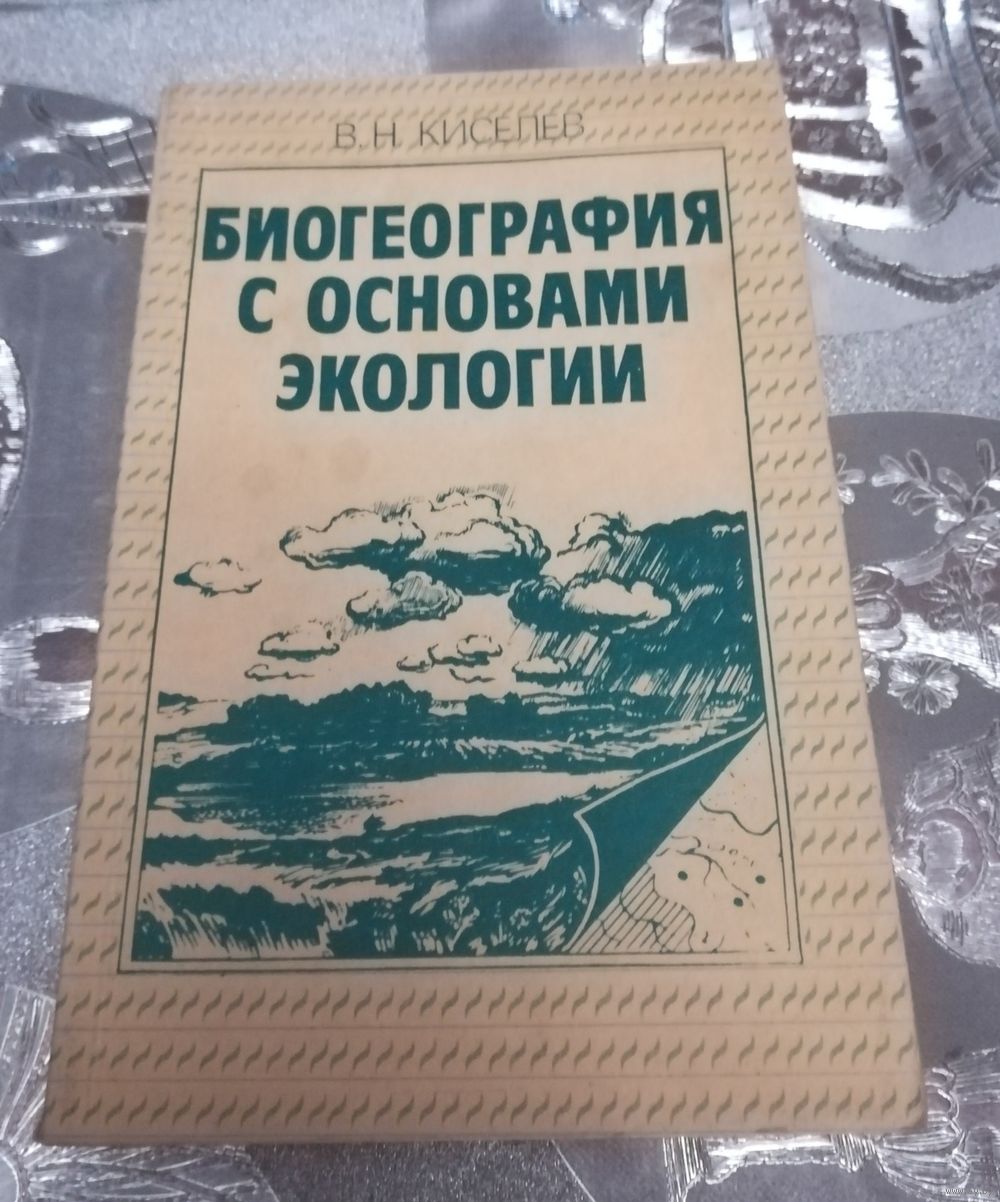 В. Н. КИСЕЛЕВ
БИОГЕОГРАФИЯ
С ОСНОВАМИ
ЭКОЛОГИИ